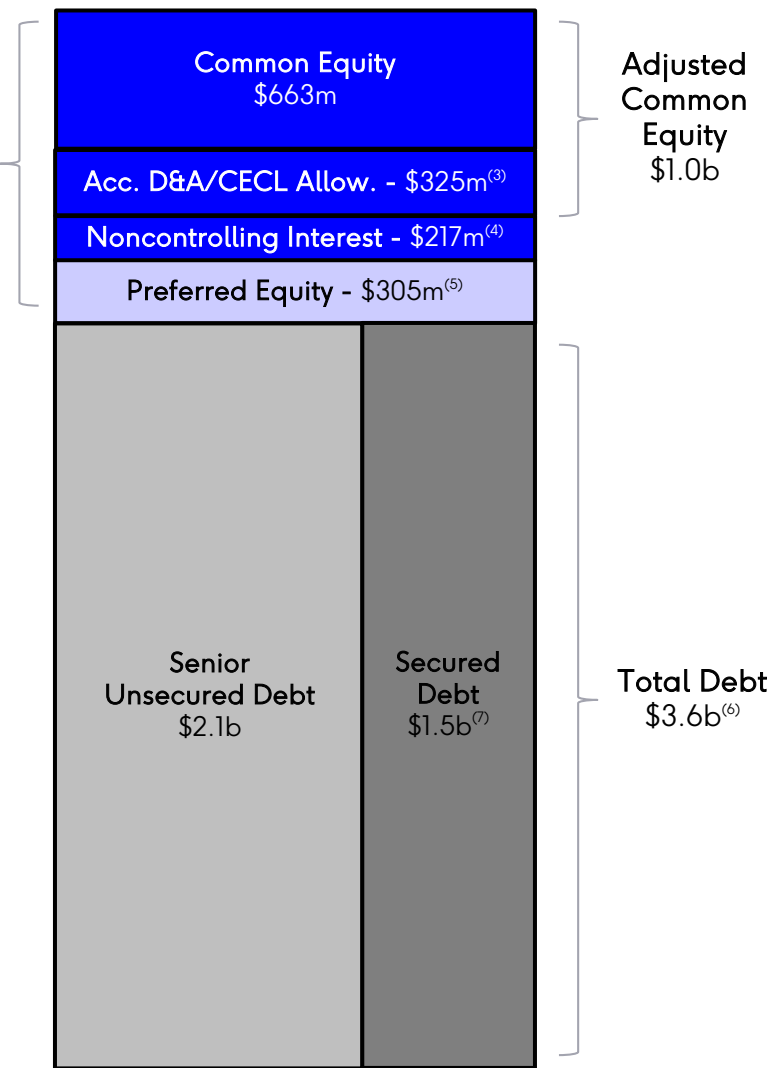 Common Equity
$663m
Acc. D&A/CECL Allow. - $325m(3)
Noncontrolling Interest - $217m(4)
Preferred Equity - $305m(5)
Adjusted
Common
Equity
$1.0b
Senior
Unsecured Debt
$2.1b
Secured
Debt
$1.5b(7)
Total Debt
$3.6b(6)